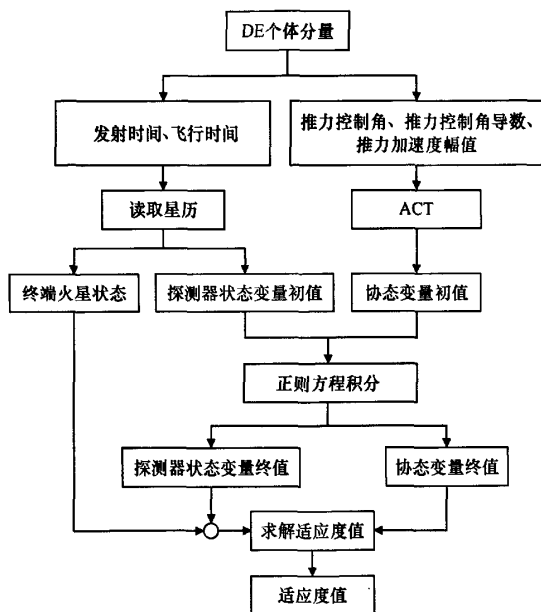 DE个体分量
发射时间、飞行时间
推力控制角、推力控制角导数、
推力加速度幅值
读取星历
ACT
终端火星状态
探测器状态变量初值
协态变量初值
正则方程积分
探测器状态变量终值
协态变量终值
求解适应度值
适应度值